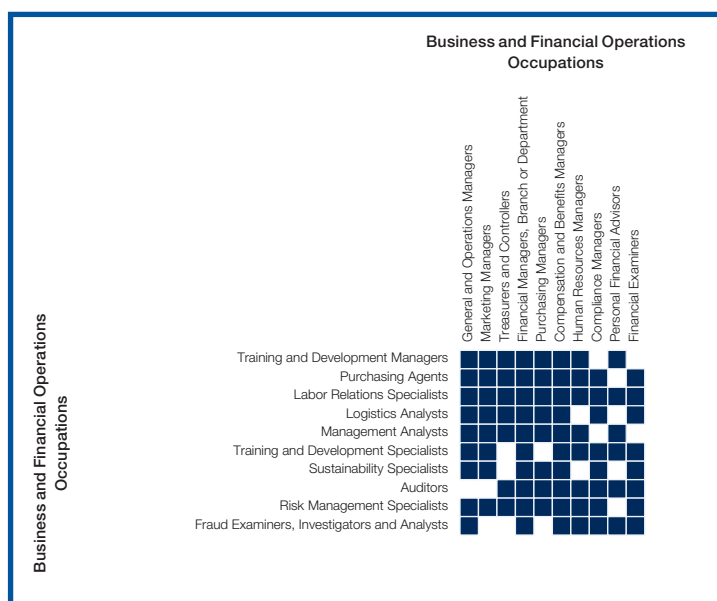 Business and Financial Operations
Occupations
General and Operations Managers
Marketing Managers
Treasurers and Controllers
Financial Managers, Branch or Department
Purchasing Managers
Compensation and Benefits Managers
Human Resources Managers
Compliance Managers
Personal Financial Advisors
Financial Examiners
Business and Financial Operations
Occupations
Training and Development Managers
Purchasing Agents
Labor Relations Specialists
Logistics Analysts
Management Analysts
Training and Development Specialists
Sustainability Specialists
Auditors
Risk Management Specialists
Fraud Examiners, Investigators and Analysts